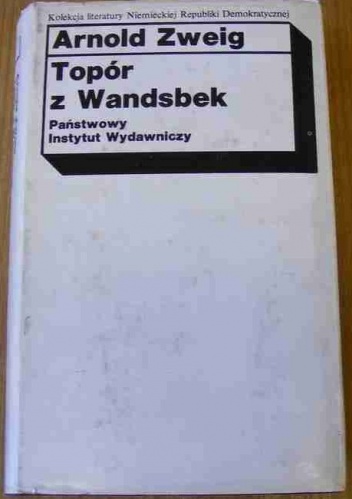 Kolekcja literatury Niemieckiej Republiki Demokratycznej
Arnold Zweig
Topór
z Wandsbek
Państwowy
Instytut Wydawniczy